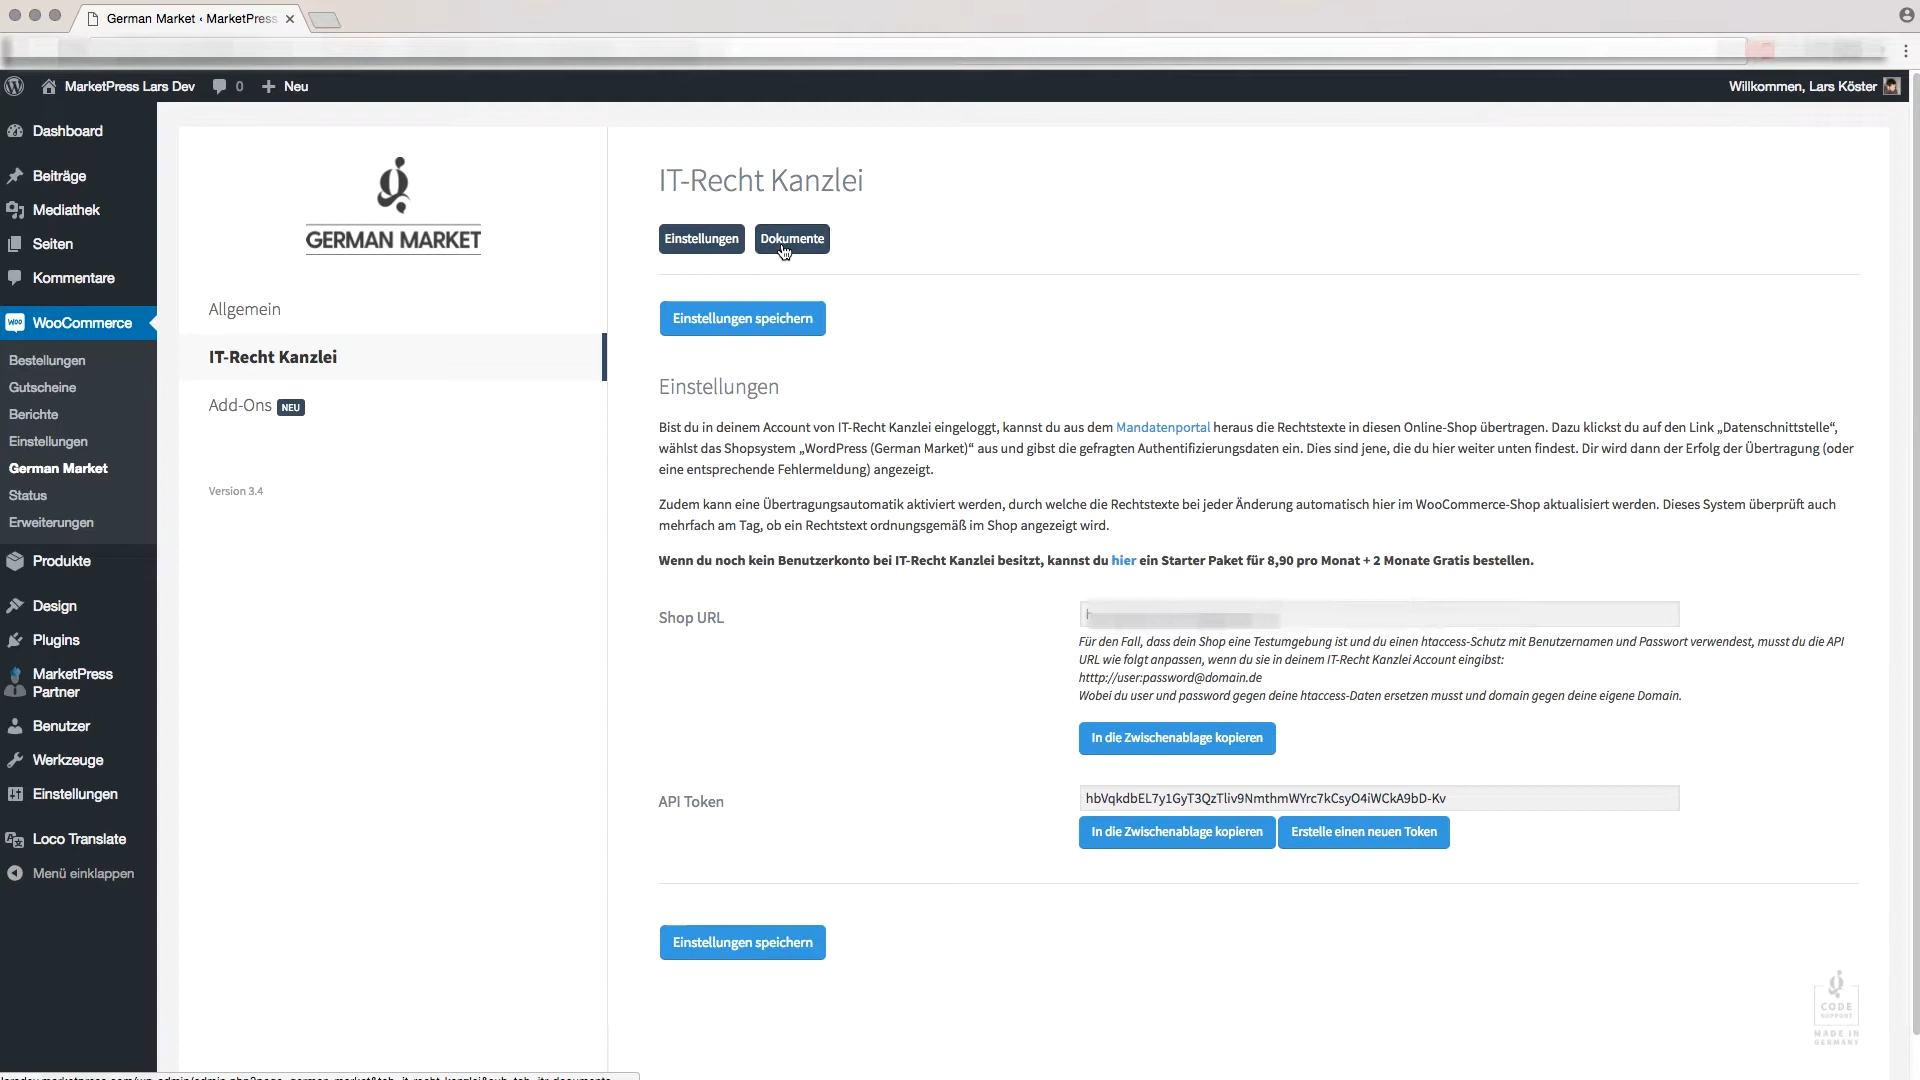 German Market ‹ MarketPress
MarketPress Lars Dev
0
Neu
Willkommen, Lars Köster
Dashboard
Beiträge
Mediathek
Seiten
Kommentare
WooCommerce
Bestellungen
Gutscheine
Berichte
Einstellungen
German Market
Status
Erweiterungen
Produkte
Design
Plugins
MarketPress
Partner
Benutzer
Werkzeuge
Einstellungen
Loco Translate
Menü einklappen
GERMAN MARKET
Allgemein
IT-Recht Kanzlei
Add-Ons NEU
Version 3.4
IT-Recht Kanzlei
Einstellungen
Dokumente
Einstellungen speichern
Einstellungen
Bist du in deinem Account von IT-Recht Kanzlei eingeloggt, kannst du aus dem Mandatenportal heraus die Rechtstexte in diesen Online-Shop übertragen. Dazu klickst du auf den Link „Datenschnittstelle“,
wählst das Shopsystem „WordPress (German Market)“ aus und gibst die gefragten Authentifizierungsdaten ein. Dies sind jene, die du hier weiter unten findest. Dir wird dann der Erfolg der Übertragung (oder
eine entsprechende Fehlermeldung) angezeigt.
Zudem kann eine Übertragungsautomatik aktiviert werden, durch welche die Rechtstexte bei jeder Änderung automatisch hier im WooCommerce-Shop aktualisiert werden. Dieses System überprüft auch
mehrfach am Tag, ob ein Rechtstext ordnungsgemäß im Shop angezeigt wird.
Wenn du noch kein Benutzerkonto bei IT-Recht Kanzlei besitzt, kannst du hier ein Starter Paket für 8,90 pro Monat + 2 Monate Gratis bestellen.
Shop URL
Für den Fall, dass dein Shop eine Testumgebung ist und du einen htaccess-Schutz mit Benutzernamen und Passwort verwendest, musst du die API
URL wie folgt anpassen, wenn du sie in deinem IT-Recht Kanzlei Account eingibst:
htttp://user:password@domain.de
Wobei du user und password gegen deine htaccess-Daten ersetzen musst und domain gegen deine eigene Domain.
In die Zwischenablage kopieren
API Token
hbVqkdbEL7y1GyT3QzTliv9NmthmWYrc7kCsyO4iWCkA9bD-Kv
In die Zwischenablage kopieren
Erstelle einen neuen Token
Einstellungen speichern
CODE
SUPPORT
MADE IN
GERMANY